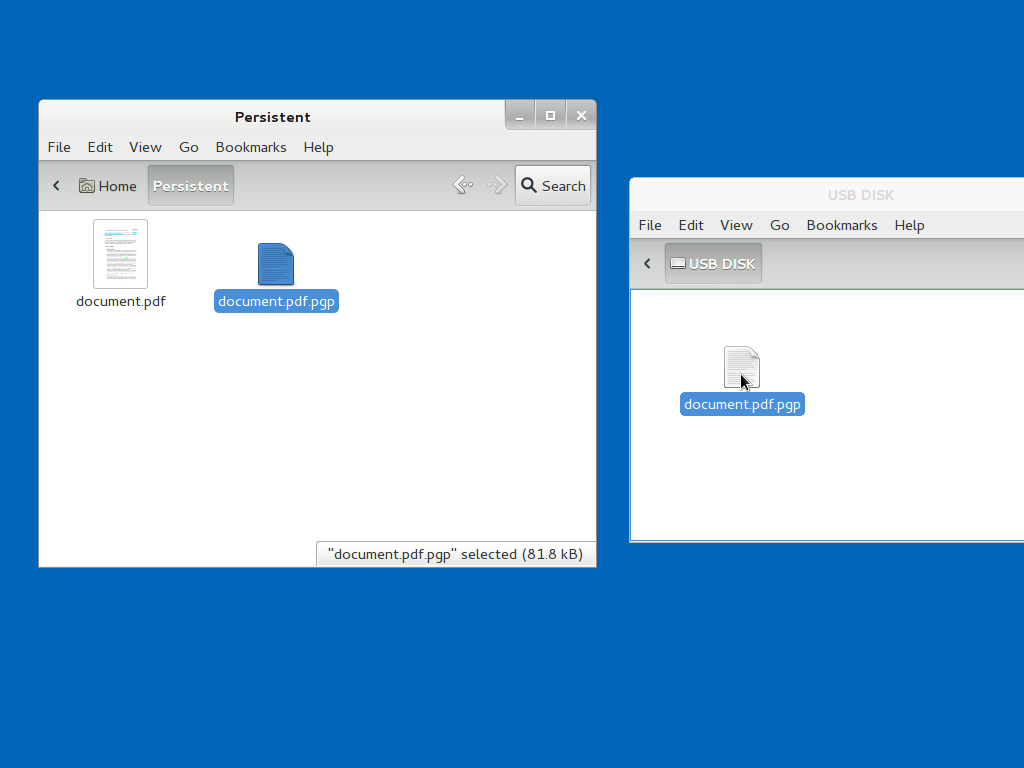 Persistent
File Edit View Go Bookmarks Help
Home Persistent Search
document.pdf document.pdf.pgp
"document.pdf.pgp" selected (81.8 kB)
USB DISK
File Edit View Go Bookmarks Help
USB DISK
document.pdf.pgp